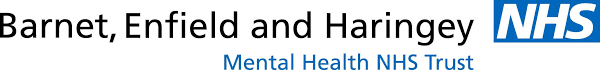 Barnet, Enfield and Haringey NHS
Mental Health NHS Trust